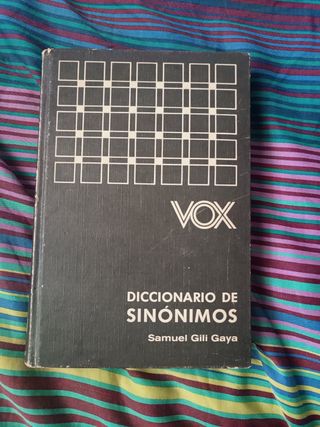 VOX
DICCIONARIO DE
SINÓNIMOS
Samuel Gili Gaya